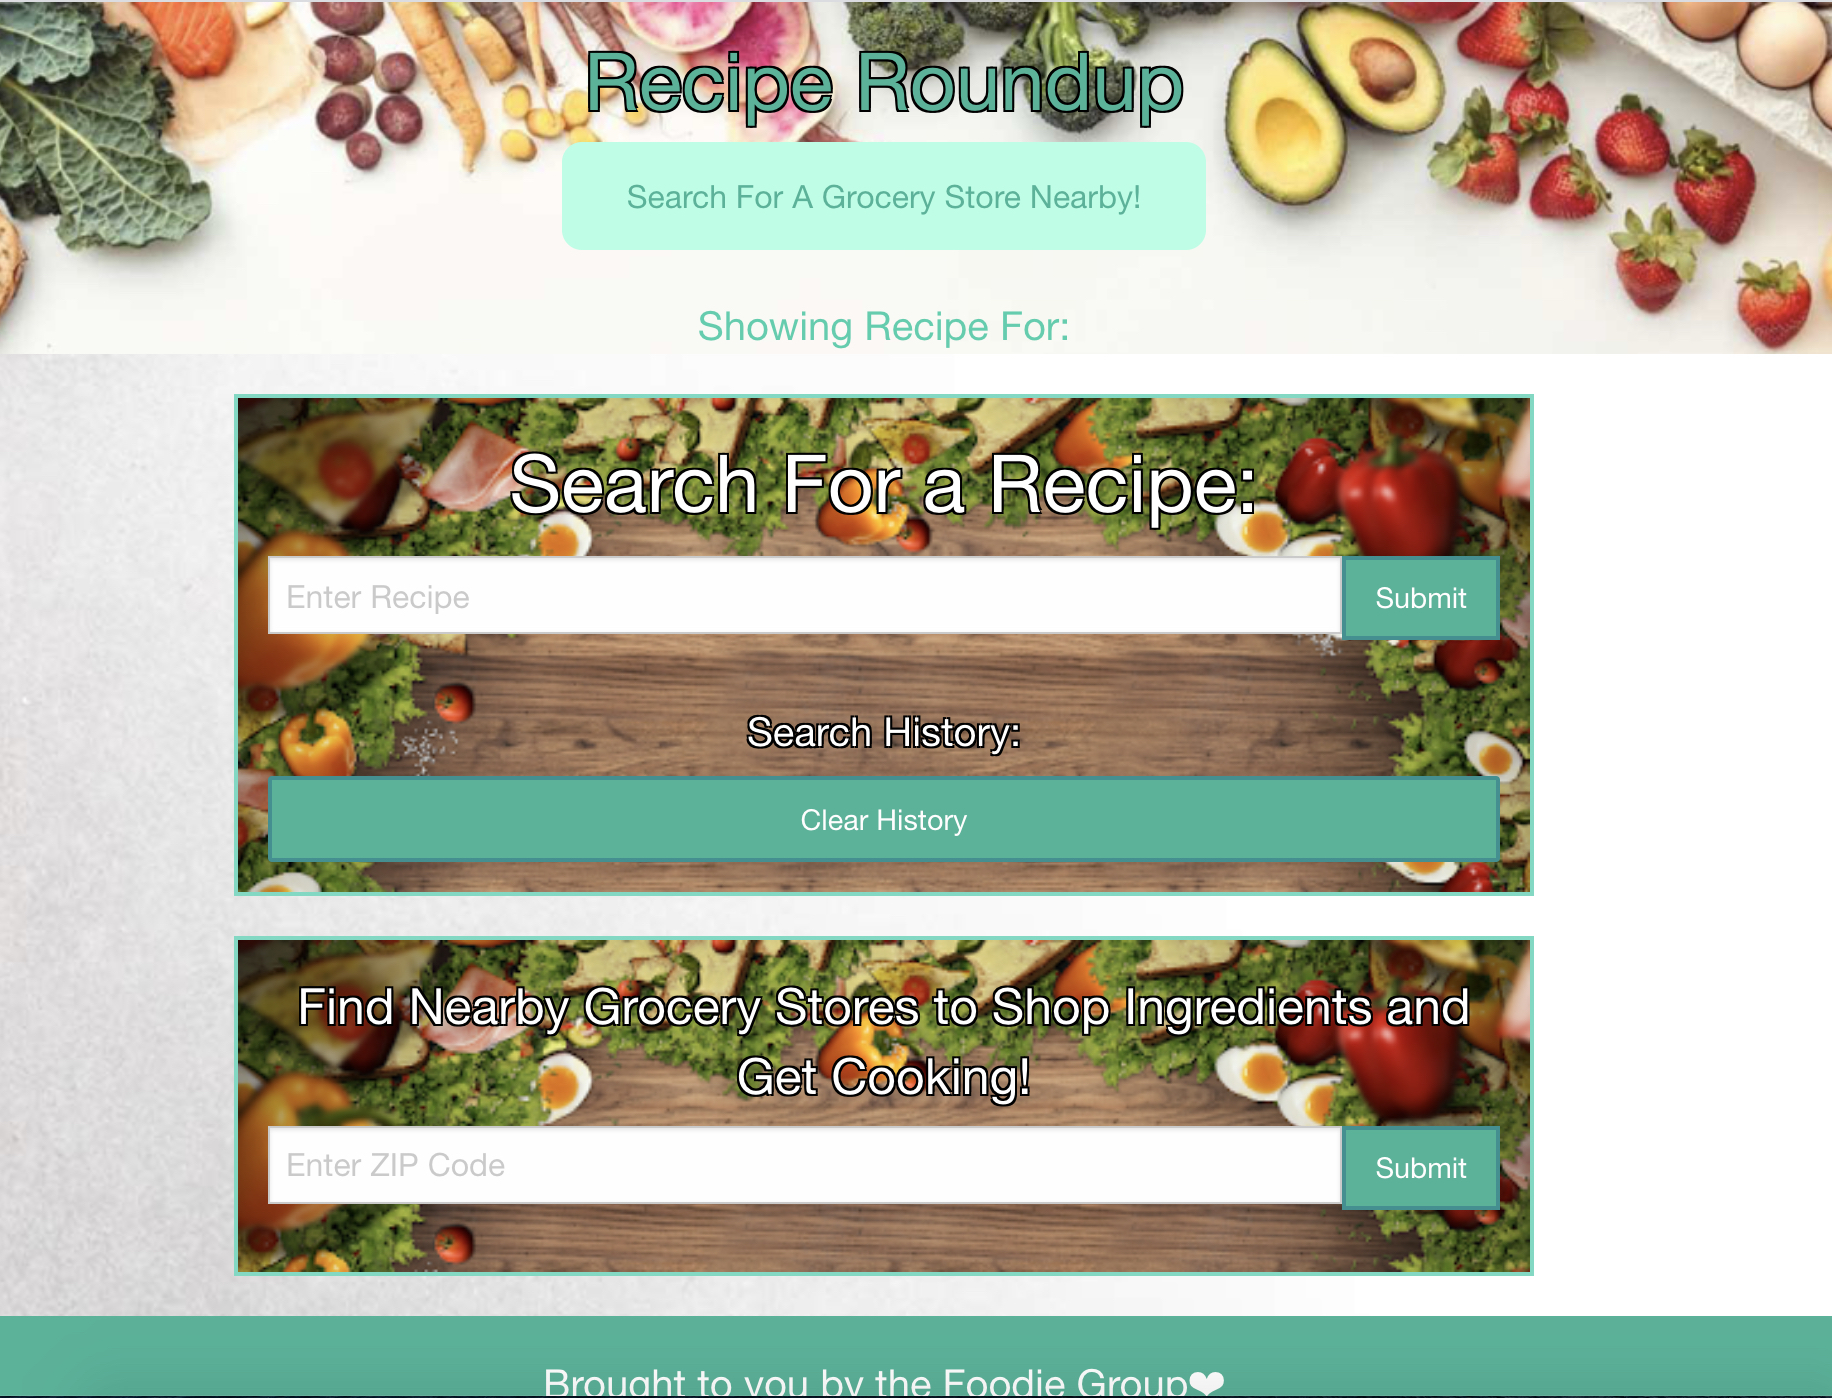 Recipe Roundup
Search For A Grocery Store Nearby!
Showing Recipe For:
Search For a Recipe:
Enter Recipe
Submit
Search History:
Clear History
Find Nearby Grocery Stores to Shop Ingredients and
Get Cooking!
Enter ZIP Code
Submit
Brought to you by the Foodie Group❤